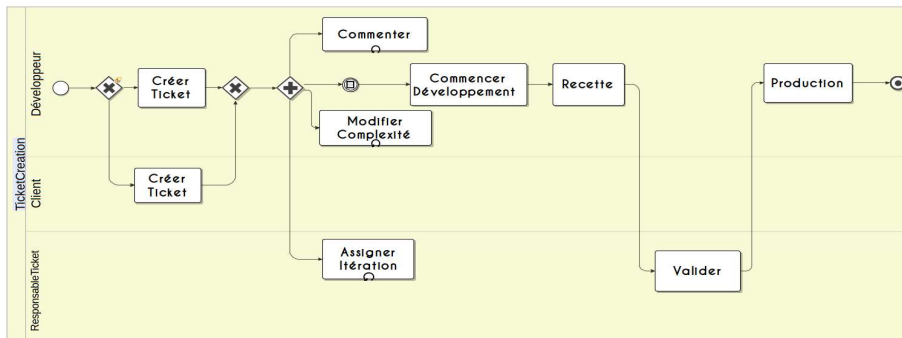 TicketCreation
Développeur
Client
ResponsableTicket
Créer
Ticket
Créer
Ticket
Commenter
Commencer
Développement
Modifier
Complexité
Assigner
Itération
Recette
Valider
Production